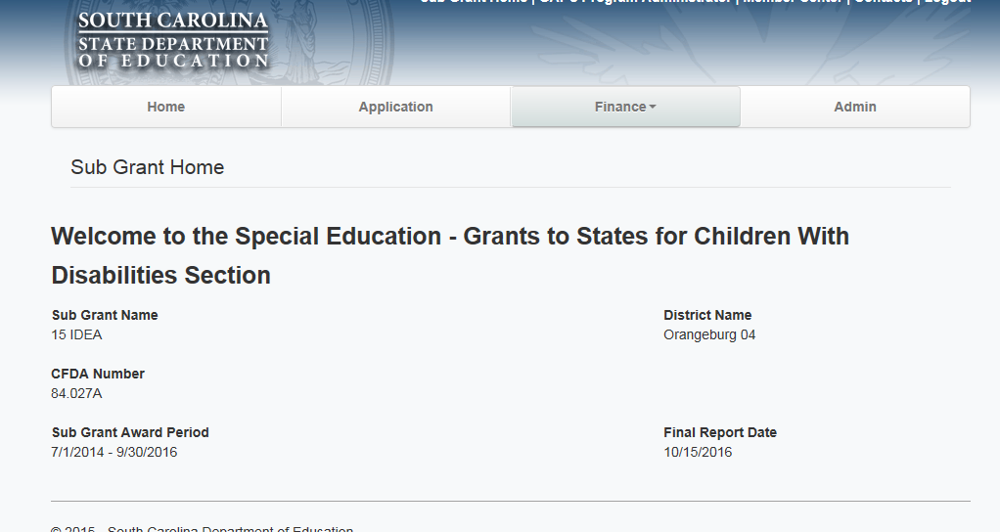 Sub Grant Home | GAPS Program Administrator | Member Center | Contacts | Logout
SOUTH CAROLINA
STATE DEPARTMENT
OF EDUCATION
Home Application Finance Admin
Sub Grant Home
Welcome to the Special Education - Grants to States for Children With
Disabilities Section
Sub Grant Name District Name
15 IDEA Orangeburg 04
CFDA Number
84.027A
Sub Grant Award Period Final Report Date
7/1/2014 - 9/30/2016 10/15/2016
© 2015 - South Carolina Department of Education